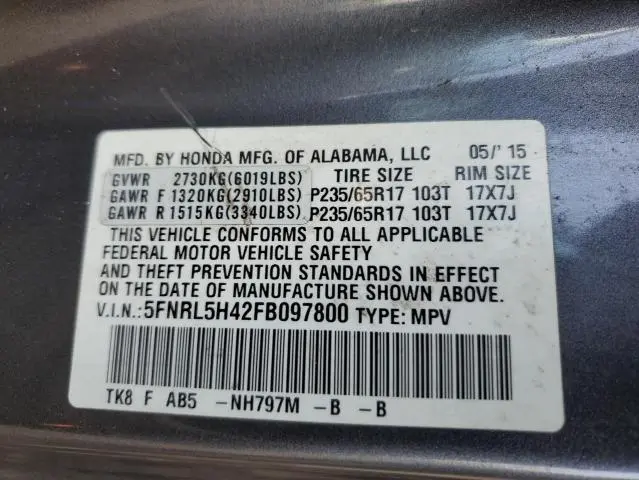 MFD. BY HONDA MFG. OF ALABAMA, LLC 05/'15
GVWR 2730KG(6019LBS) TIRE SIZE RIM SIZE
GAWR F 1320KG(2910LBS) P235/65R17 103T 17X7J
GAWR R 1515KG(3340LBS) P235/65R17 103T 17X7J
THIS VEHICLE CONFORMS TO ALL APPLICABLE
FEDERAL MOTOR VEHICLE SAFETY
AND THEFT PREVENTION STANDARDS IN EFFECT
ON THE DATE OF MANUFACTURE SHOWN ABOVE.
V.I.N.:5FNRL5H42FB097800 TYPE: MPV
TK8 F AB5 -NH797M -B -B